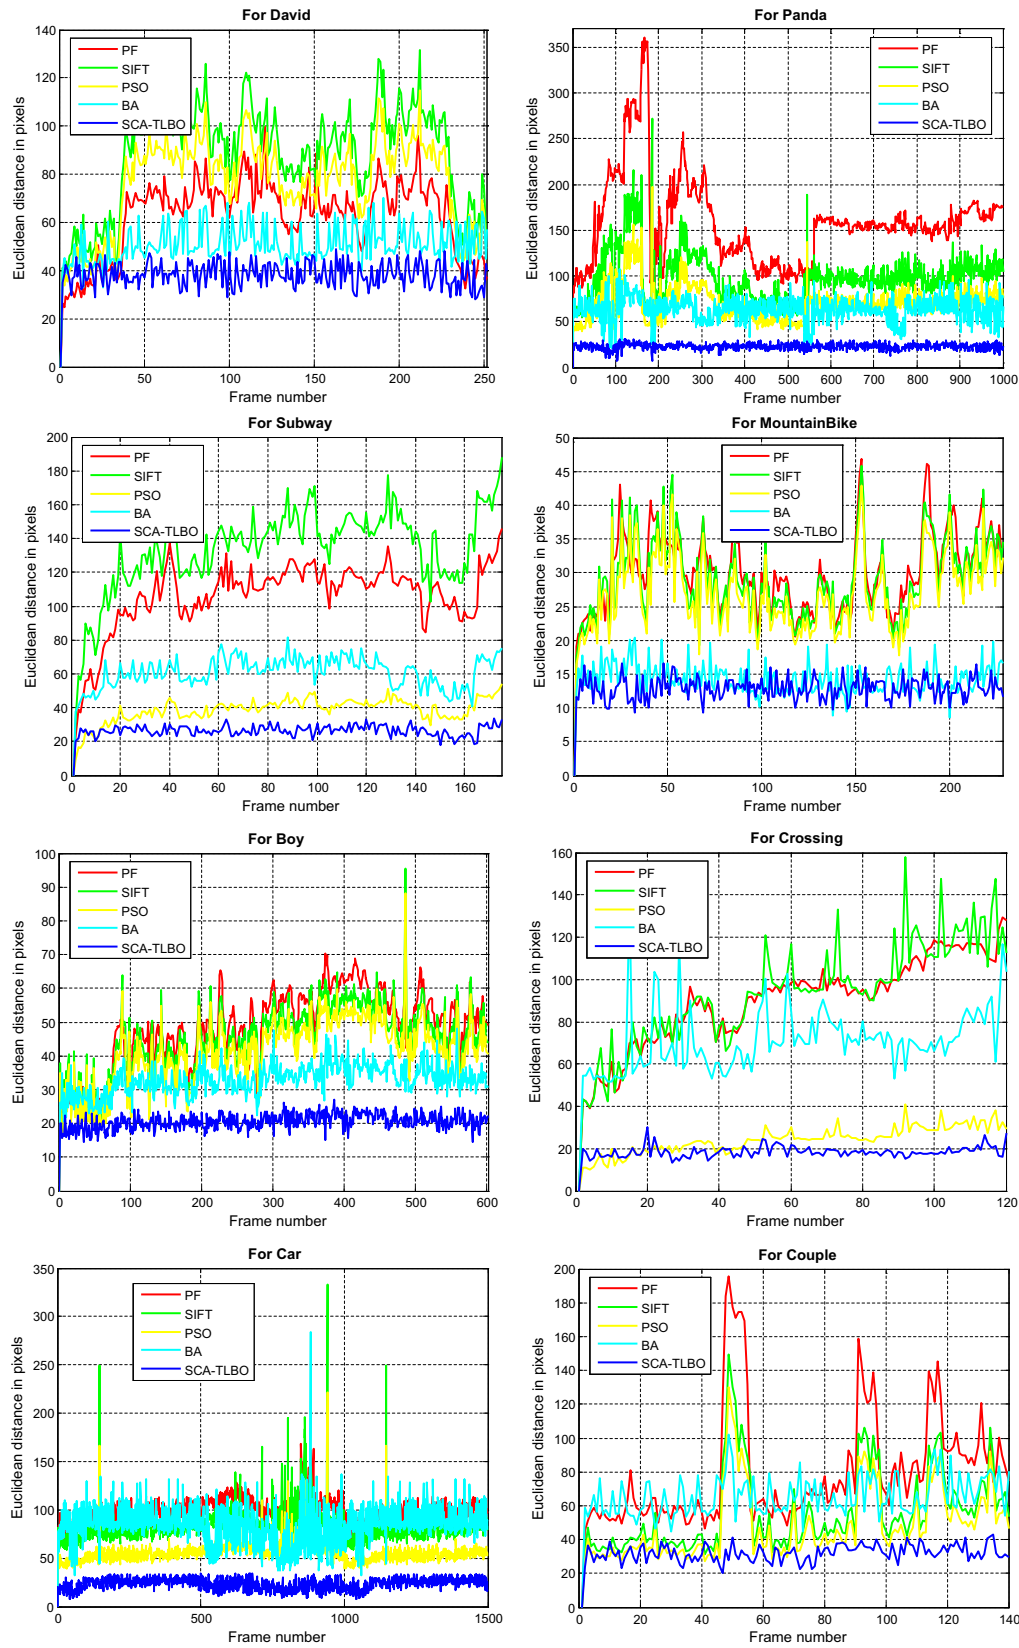 For David
Euclidean distance in pixels
140
120
100
80
60
40
20
0
PF
SIFT
PSO
BA
SCA-TLBO
0 50 100 150 200 250
Frame number
For Panda
Euclidean distance in pixels
350
300
250
200
150
100
50
0
PF
SIFT
PSO
BA
SCA-TLBO
0 100 200 300 400 500 600 700 800 900 1000
Frame number
For Subway
Euclidean distance in pixels
200
180
160
140
120
100
80
60
40
20
0
PF
SIFT
PSO
BA
SCA-TLBO
0 20 40 60 80 100 120 140 160
Frame number
For MountainBike
Euclidean distance in pixels
50
45
40
35
30
25
20
15
10
5
0
PF
SIFT
PSO
BA
SCA-TLBO
50 100 150 200
Frame number
For Boy
Euclidean distance in pixels
100
90
80
70
60
50
40
30
20
10
0
PF
SIFT
PSO
BA
SCA-TLBO
0 100 200 300 400 500 600
Frame number
For Crossing
Euclidean distance in pixels
160
140
120
100
80
60
40
20
0
PF
SIFT
PSO
BA
SCA-TLBO
20 40 60 80 100 120
Frame number
For Car
Euclidean distance in pixels
350
300
250
200
150
100
50
0
PF
SIFT
PSO
BA
SCA-TLBO
0 500 1000 1500
Frame number
For Couple
Euclidean distance in pixels
200
180
160
140
120
100
80
60
40
20
0
PF
SIFT
PSO
BA
SCA-TLBO
0 20 40 60 80 100 120 140
Frame number